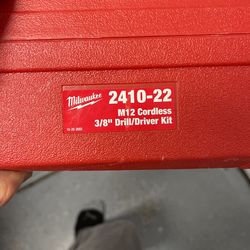 Milwaukee
2410-22
M12 Cordless
3/8" Drill/Driver Kit